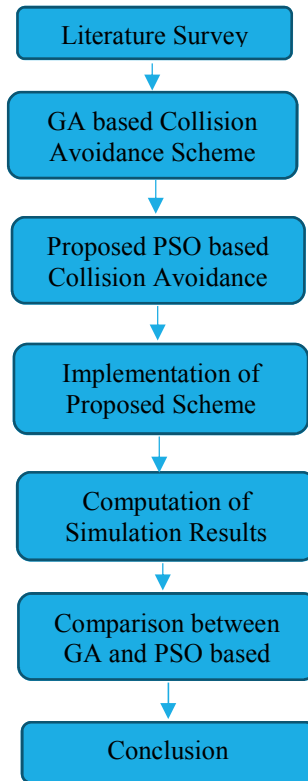 Literature Survey
GA based Collision
Avoidance Scheme
Proposed PSO based
Collision Avoidance
Implementation of
Proposed Scheme
Computation of
Simulation Results
Comparison between
GA and PSO based
Conclusion